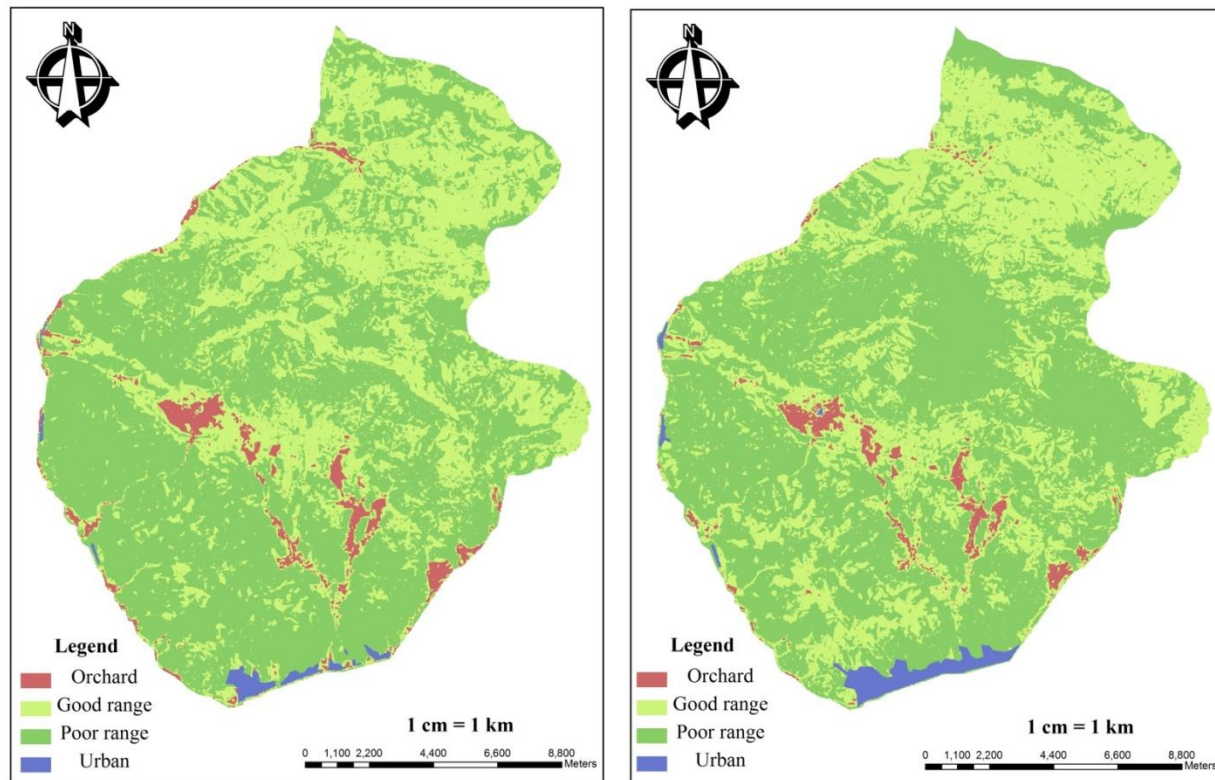 N
Legend
Orchard
Good range
Poor range
Urban
1 cm = 1 km
0 1,100 2,200 4,400 6,600 8,800
Meters
N
Legend
Orchard
Good range
Poor range
Urban
1 cm = 1 km
0 1,100 2,200 4,400 6,600 8,800
Meters